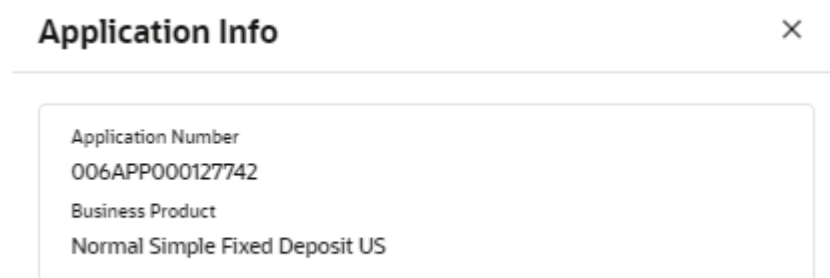 Application Info
Application Number
006APP000127742
Business Product
Normal Simple Fixed Deposit US